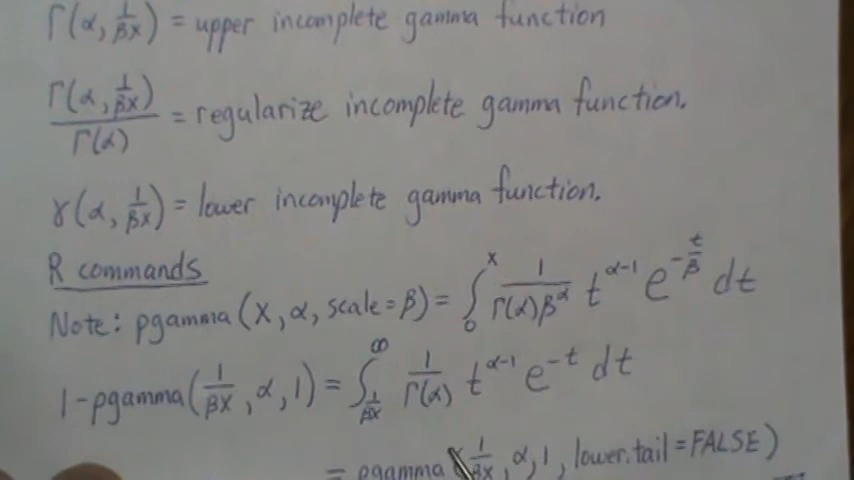 Γ(α, 1/βx) = upper incomplete gamma function
Γ(α, 1/βx) / Γ(α) = regularize incomplete gamma function.
γ(α, 1/βx) = lower incomplete gamma function.
R commands
Note: pgamma(x, α, scale=β) = ∫₀ˣ 1/(Γ(α)β^α) t^(α-1) e^(-t/β) dt
1-pgamma(1/βx, α, 1) = ∫_{1/βx}^∞ 1/Γ(α) t^(α-1) e^(-t) dt
= pgamma(1/βx, α, 1, lower.tail=FALSE)